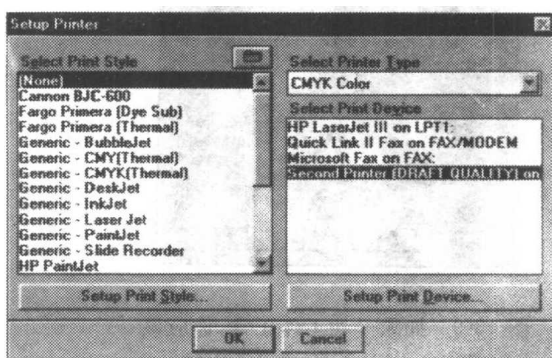 Setup Printer
Select Print Style
(None)
Cannon BJC-600
Fargo Primera (Dye Sub)
Fargo Primera (Thermal)
Generic - BubbleJet
Generic - CMY(Thermal)
Generic - CMYK(Thermal)
Generic - DeskJet
Generic - InkJet
Generic - Laser Jet
Generic - PaintJet
Generic - Slide Recorder
HP PaintJet
Setup Print Style...
Select Printer Type
CMYK Color
Select Print Device
HP LaserJet III on LPT1:
Quick Link II Fax on FAX/MODEM
Microsoft Fax on FAX:
Second Printer (DRAFT QUALITY) on
Setup Print Device...
OK
Cancel